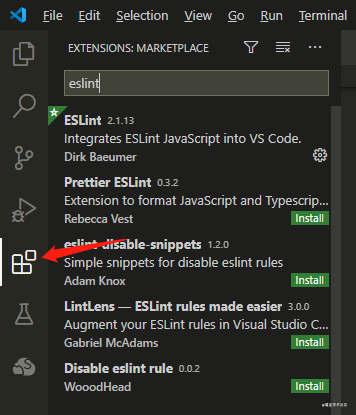 File Edit Selection View Go Run Terminal
EXTENSIONS: MARKETPLACE
eslint
ESLint 2.1.13
Integrates ESLint JavaScript into VS Code.
Dirk Baeumer
Prettier ESLint 0.3.2
Extension to format JavaScript and Typescrip...
Rebecca Vest Install
eslint-disable-snippets 1.2.0
Simple snippets for disable eslint rules
Adam Knox Install
LintLens — ESLint rules made easier 3.0.0
Augment your ESLint rules in Visual Studio C...
Gabriel McAdams Install
Disable eslint rule 0.0.2
WooodHead Install